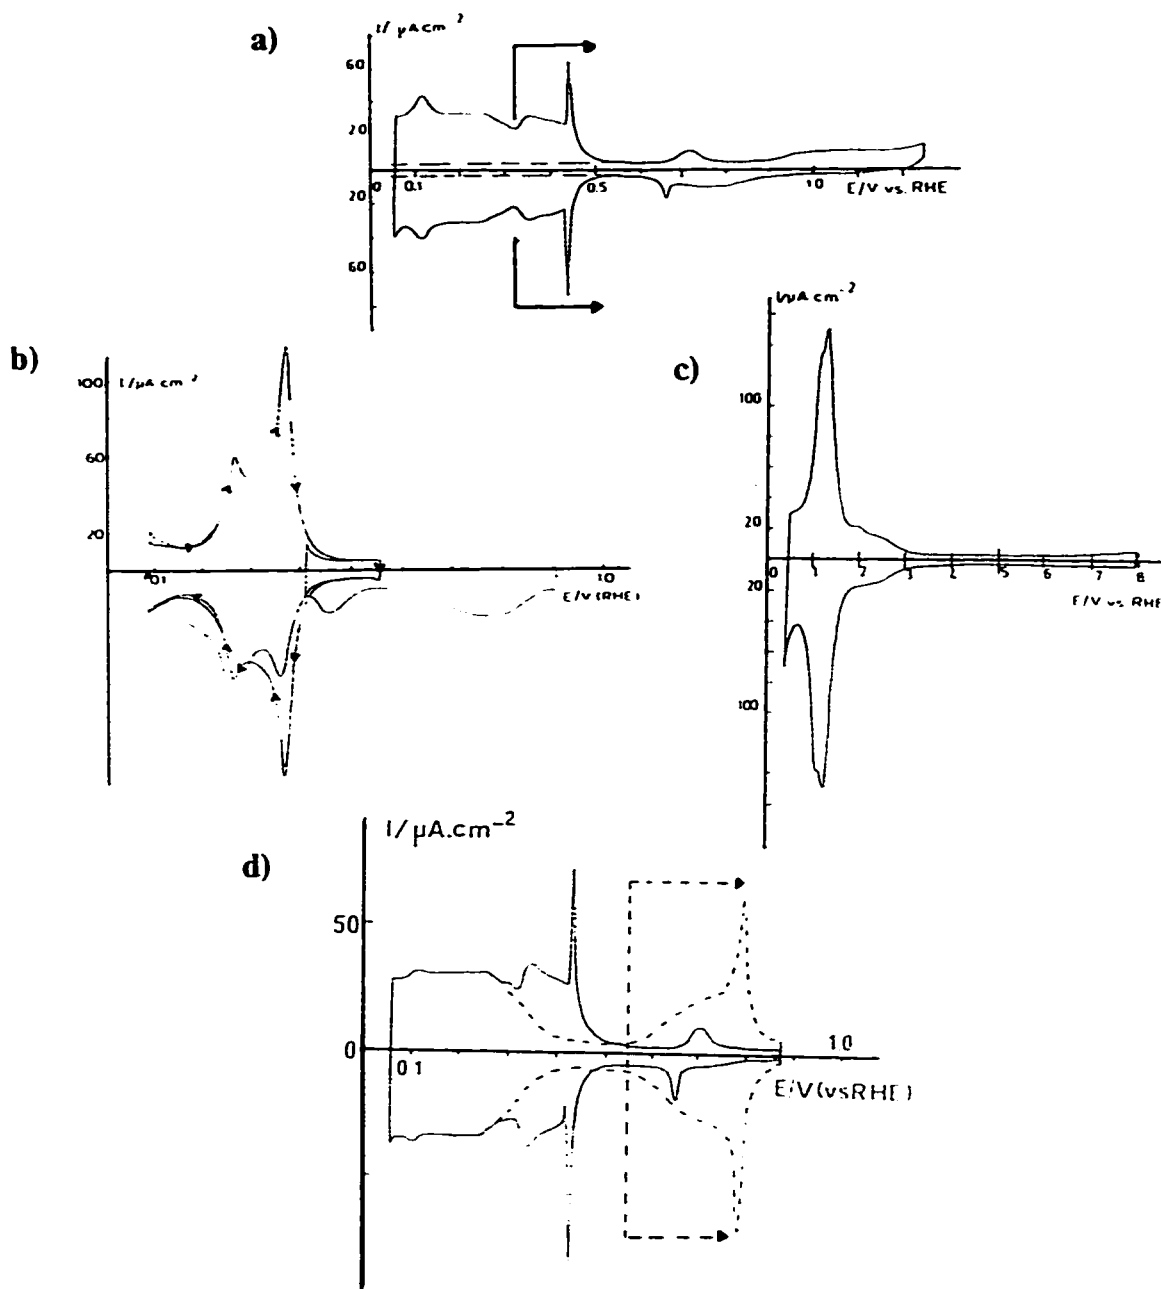 a)
I/ µA cm⁻²
60
20
0 0.1 0.5 1.0
E/V vs. RHE
20
60
b)
100 I/µA cm⁻²
60
20
0.1 1.0
E/V (RHE)
c)
I/µA cm⁻²
100
20
0 .1 .2 .3 .4 .5 .6 .7 .8
20
E/V vs RHE
100
d)
I/µA.cm⁻²
50
0
0.1 1.0
E/V(vsRHE)